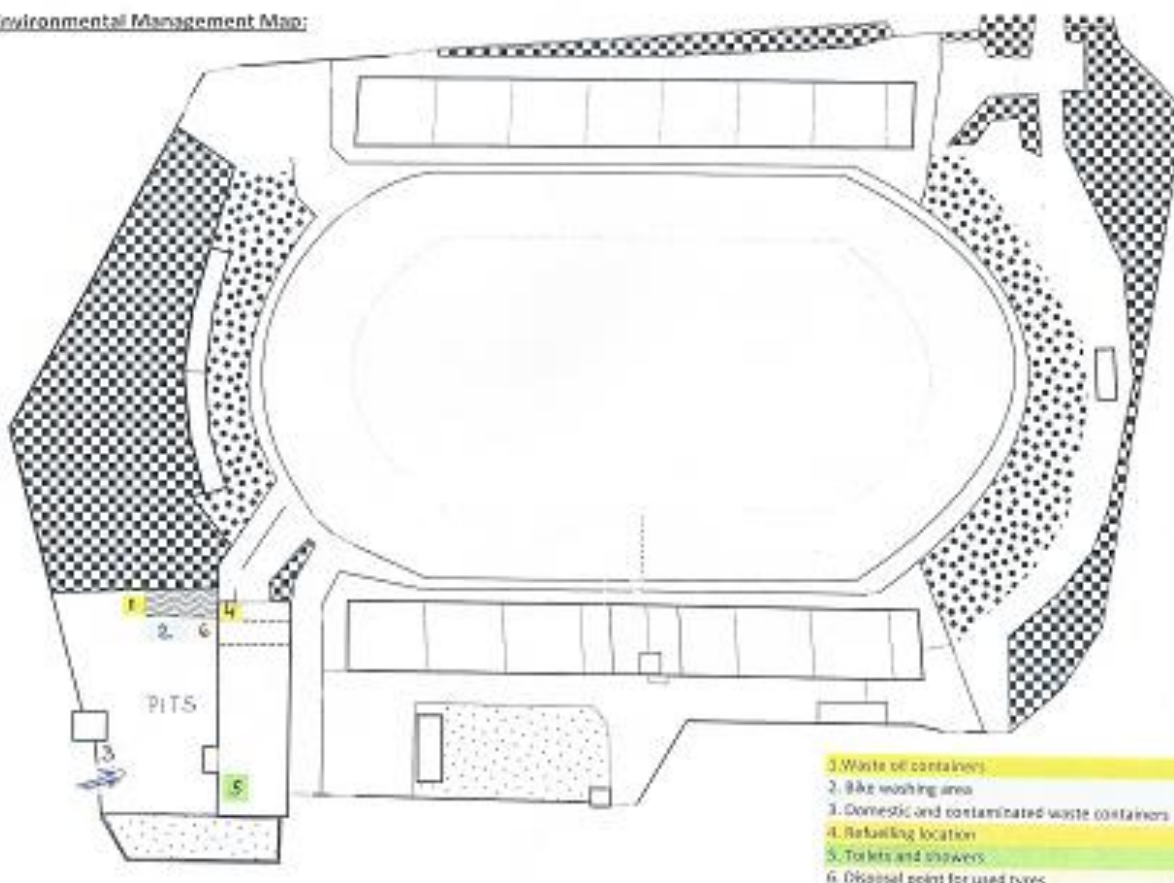 Environmental Management Map:
1 4
2 6
PITS
3
5
1. Waste oil containers
2. Bike washing area
3. Domestic and contaminated waste containers
4. Refuelling location
5. Toilets and showers
6. Disposal point for used tyres